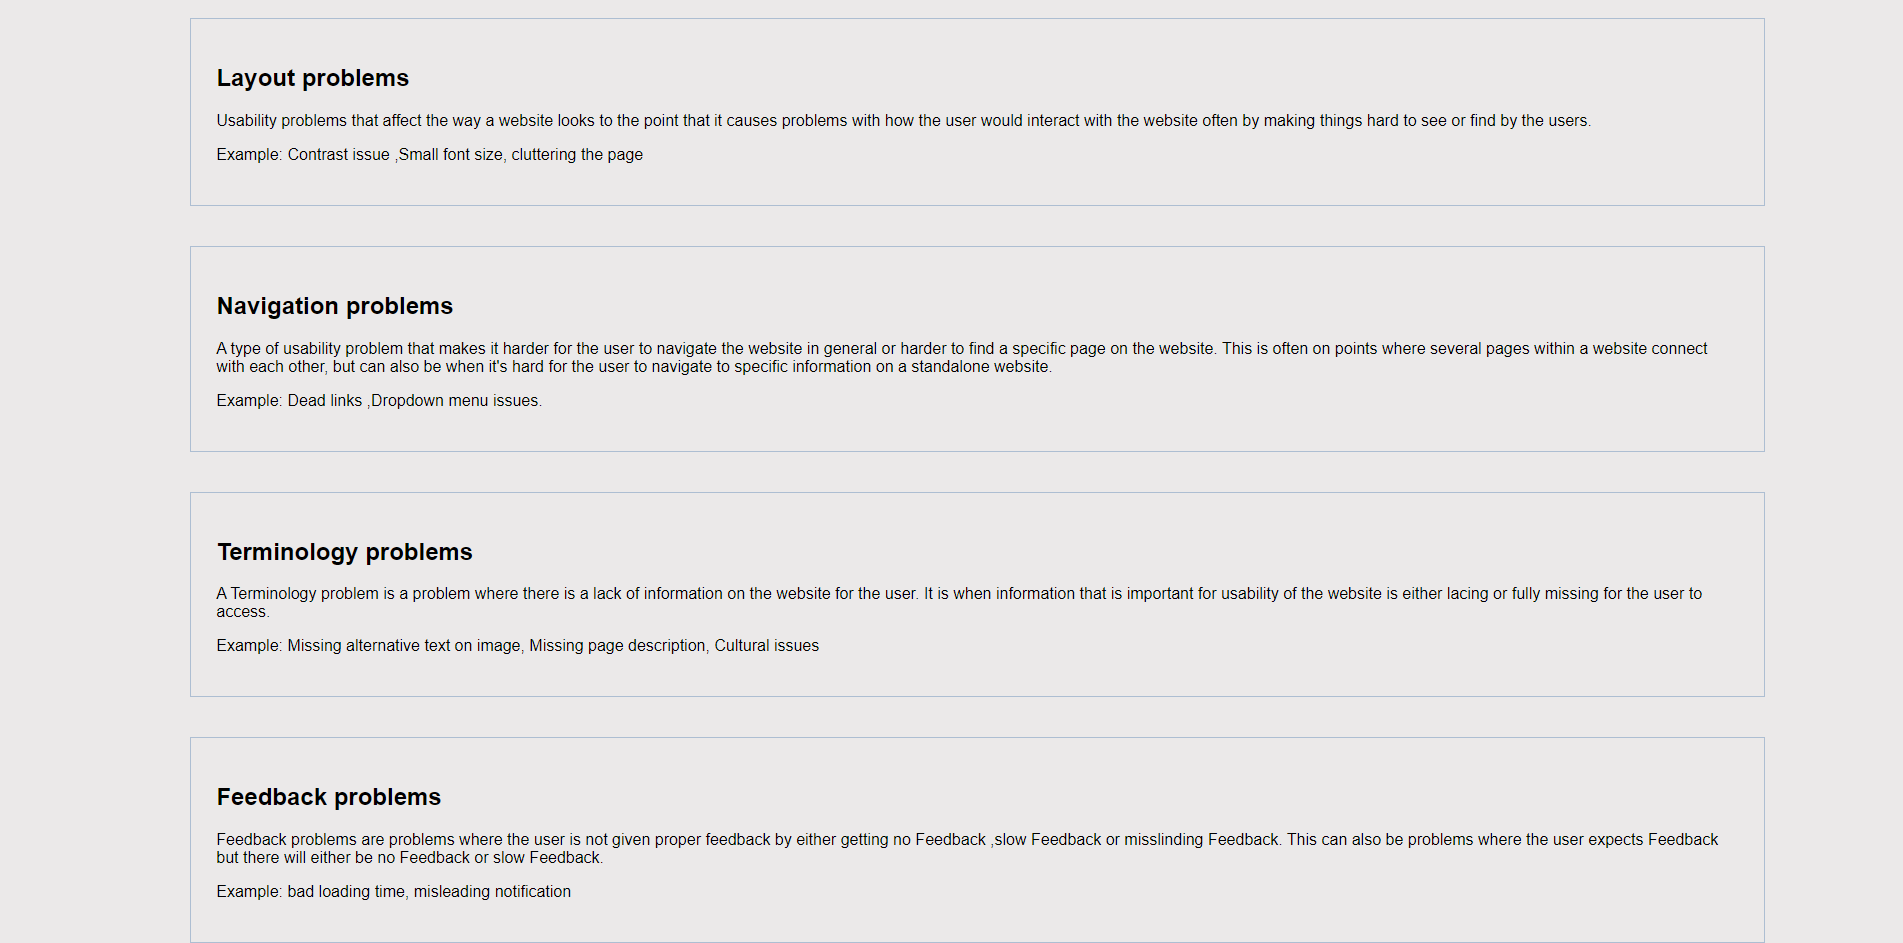 Layout problems
Usability problems that affect the way a website looks to the point that it causes problems with how the user would interact with the website often by making things hard to see or find by the users.
Example: Contrast issue ,Small font size, cluttering the page
Navigation problems
A type of usability problem that makes it harder for the user to navigate the website in general or harder to find a specific page on the website. This is often on points where several pages within a website connect
with each other, but can also be when it's hard for the user to navigate to specific information on a standalone website.
Example: Dead links ,Dropdown menu issues.
Terminology problems
A Terminology problem is a problem where there is a lack of information on the website for the user. It is when information that is important for usability of the website is either lacing or fully missing for the user to
access.
Example: Missing alternative text on image, Missing page description, Cultural issues
Feedback problems
Feedback problems are problems where the user is not given proper feedback by either getting no Feedback ,slow Feedback or misslinding Feedback. This can also be problems where the user expects Feedback
but there will either be no Feedback or slow Feedback.
Example: bad loading time, misleading notification